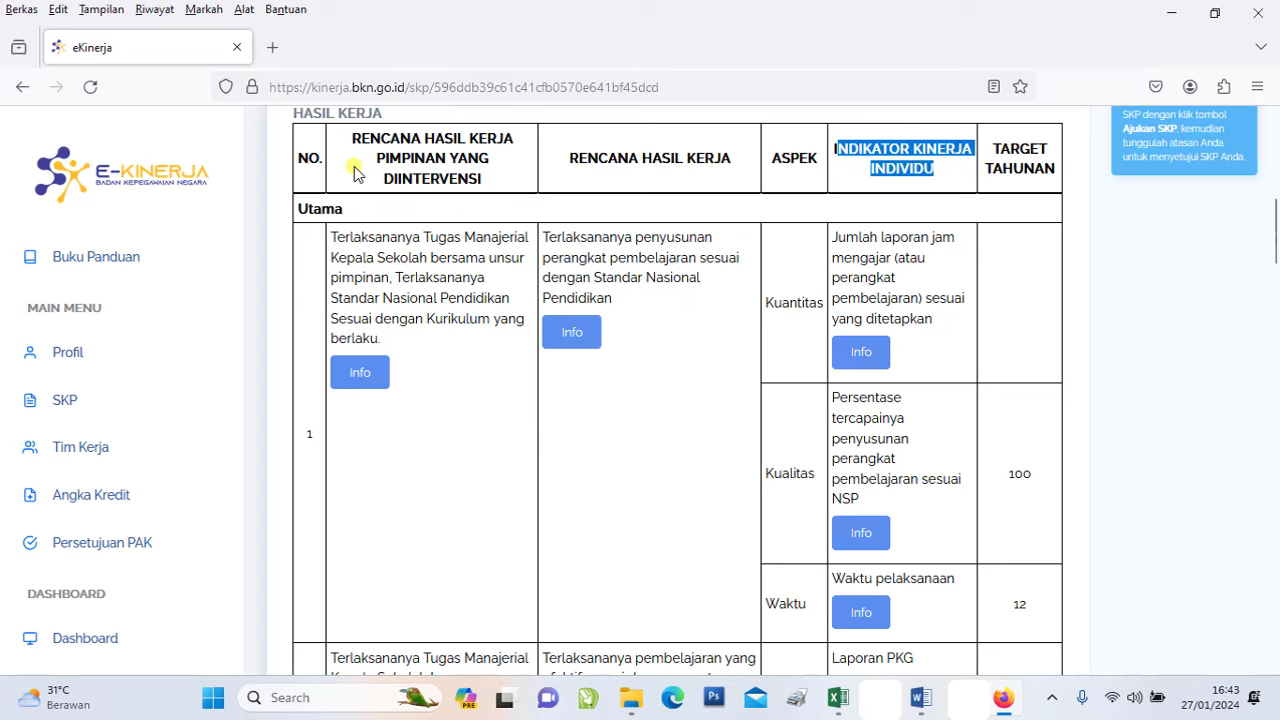 Berkas Edit Tampilan Riwayat Markah Alat Bantuan
eKinerja
https://kinerja.bkn.go.id/skp/596ddb39c61c41cfb0570e641bf45dcd
E-KINERJA
BADAN KEPEGAWAIAN NEGARA
Buku Panduan
MAIN MENU
Profil
SKP
Tim Kerja
Angka Kredit
Persetujuan PAK
DASHBOARD
Dashboard
HASIL KERJA
NO.
RENCANA HASIL KERJA
PIMPINAN YANG
DIINTERVENSI
RENCANA HASIL KERJA
ASPEK
INDIKATOR KINERJA
INDIVIDU
TARGET
TAHUNAN
Utama
1
Terlaksananya Tugas Manajerial
Kepala Sekolah bersama unsur
pimpinan, Terlaksananya
Standar Nasional Pendidikan
Sesuai dengan Kurikulum yang
berlaku.
Info
Terlaksananya penyusunan
perangkat pembelajaran sesuai
dengan Standar Nasional
Pendidikan
Info
Kuantitas
Jumlah laporan jam
mengajar (atau
perangkat
pembelajaran) sesuai
yang ditetapkan
Info
Kualitas
Persentase
tercapainya
penyusunan
perangkat
pembelajaran sesuai
NSP
Info
100
Waktu
Waktu pelaksanaan
Info
12
Terlaksananya Tugas Manajerial
Terlaksananya pembelajaran yang
Laporan PKG
SKP dengan klik tombol
Ajukan SKP, kemudian
tunggulah atasan Anda
untuk menyetujui SKP Anda.
31°C
Berawan
Search
PRE
16:43
27/01/2024